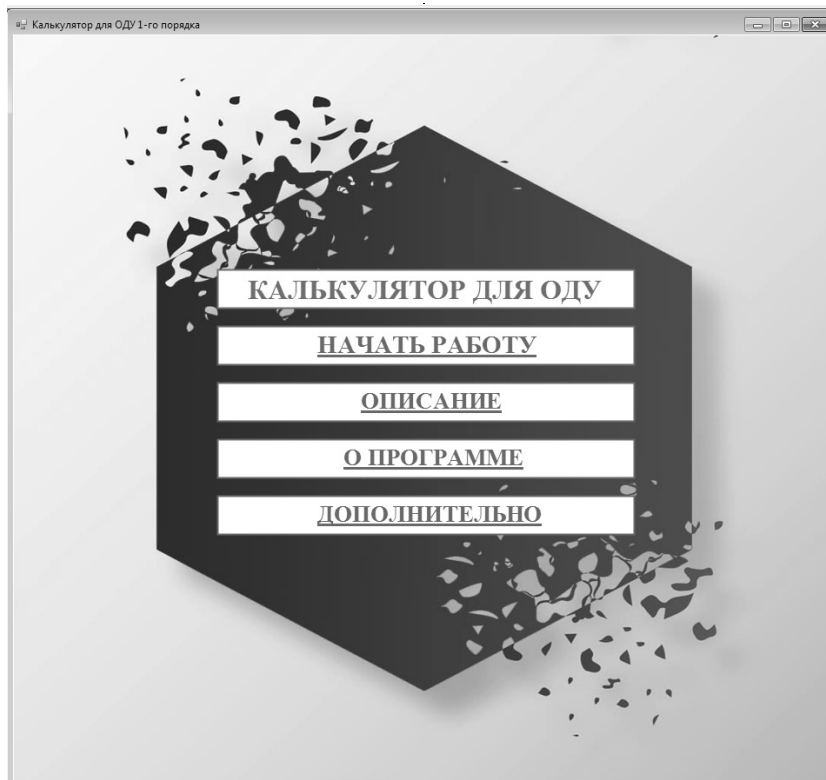 Калькулятор для ОДУ 1-го порядка
КАЛЬКУЛЯТОР ДЛЯ ОДУ
НАЧАТЬ РАБОТУ
ОПИСАНИЕ
О ПРОГРАММЕ
ДОПОЛНИТЕЛЬНО